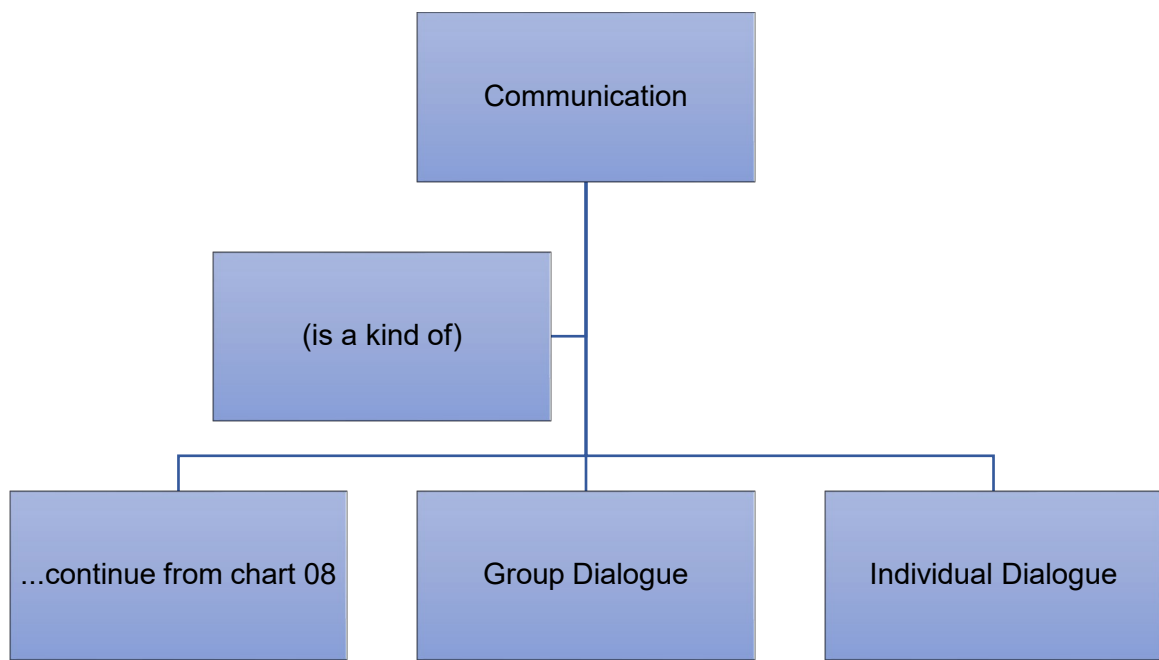 Communication
(is a kind of)
...continue from chart 08
Group Dialogue
Individual Dialogue